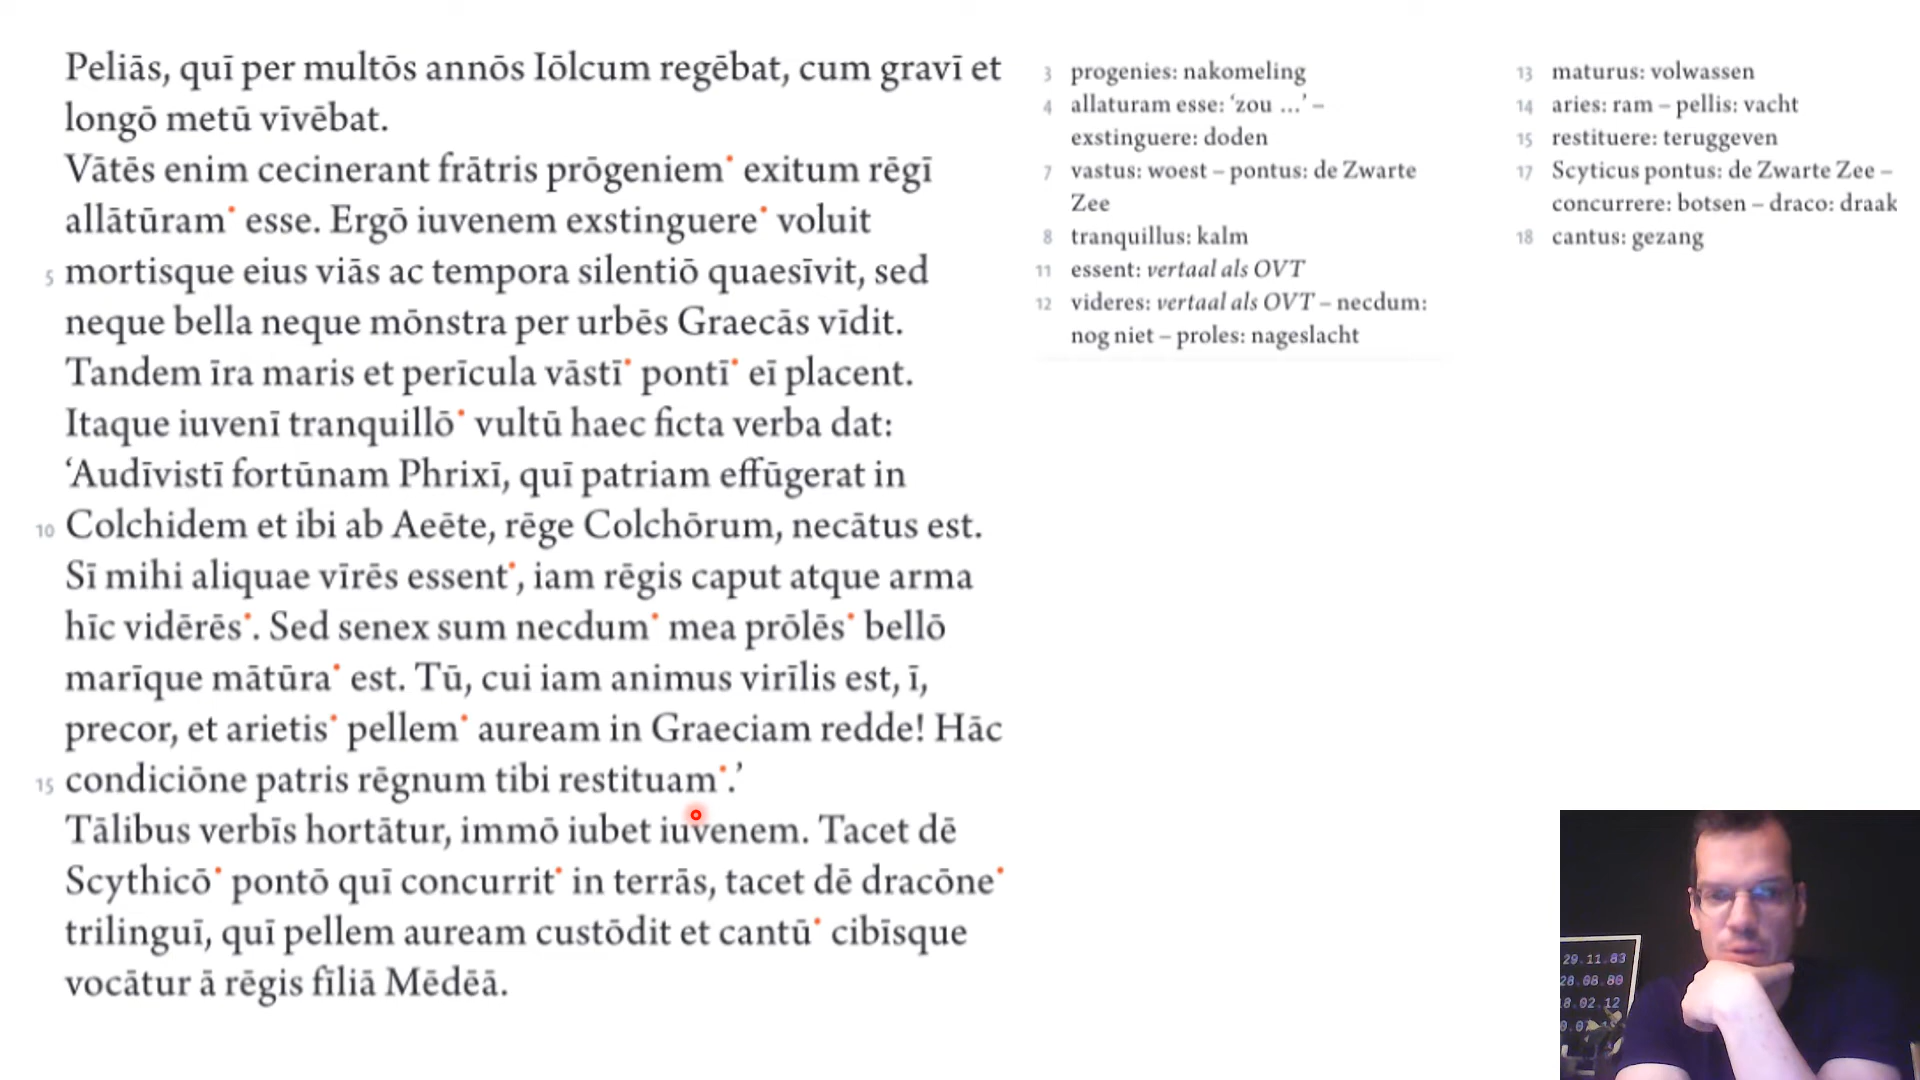 Peliās, quī per multōs annōs Iōlcum regēbat, cum gravī et
longō metū vīvēbat.
Vātēs enim cecinerant frātris prōgeniem• exitum rēgī
allātūram• esse. Ergō iuvenem exstinguere• voluit
5 mortisque eius viās ac tempora silentiō quaesīvit, sed
neque bella neque mōnstra per urbēs Graecās vīdit.
Tandem īra maris et perīcula vāstī• pontī• eī placent.
Itaque iuvenī tranquillō• vultū haec ficta verba dat:
‘Audīvistī fortūnam Phrixī, quī patriam effūgerat in
10 Colchidem et ibi ab Aeēte, rēge Colchōrum, necātus est.
Sī mihi aliquae vīrēs essent•, iam rēgis caput atque arma
hīc vidērēs•. Sed senex sum necdum• mea prōlēs• bellō
marīque mātūra• est. Tū, cui iam animus virīlis est, ī,
precor, et arietis• pellem• auream in Graeciam redde! Hāc
15 condiciōne patris rēgnum tibi restituam•.’
Tālibus verbīs hortātur, immō iubet iuvenem. Tacet dē
Scythicō• pontō quī concurrit• in terrās, tacet dē dracōne•
trilinguī, quī pellem auream custōdit et cantū• cibīsque
vocātur ā rēgis fīliā Mēdēā.
3 progenies: nakomeling
4 allaturam esse: ‘zou ...’ –
exstinguere: doden
7 vastus: woest – pontus: de Zwarte
Zee
8 tranquillus: kalm
11 essent: vertaal als OVT
12 videres: vertaal als OVT – necdum:
nog niet – proles: nageslacht
13 maturus: volwassen
14 aries: ram – pellis: vacht
15 restituere: teruggeven
17 Scyticus pontus: de Zwarte Zee –
concurrere: botsen – draco: draak
18 cantus: gezang
29.11.83
28.08.80
8.02.12